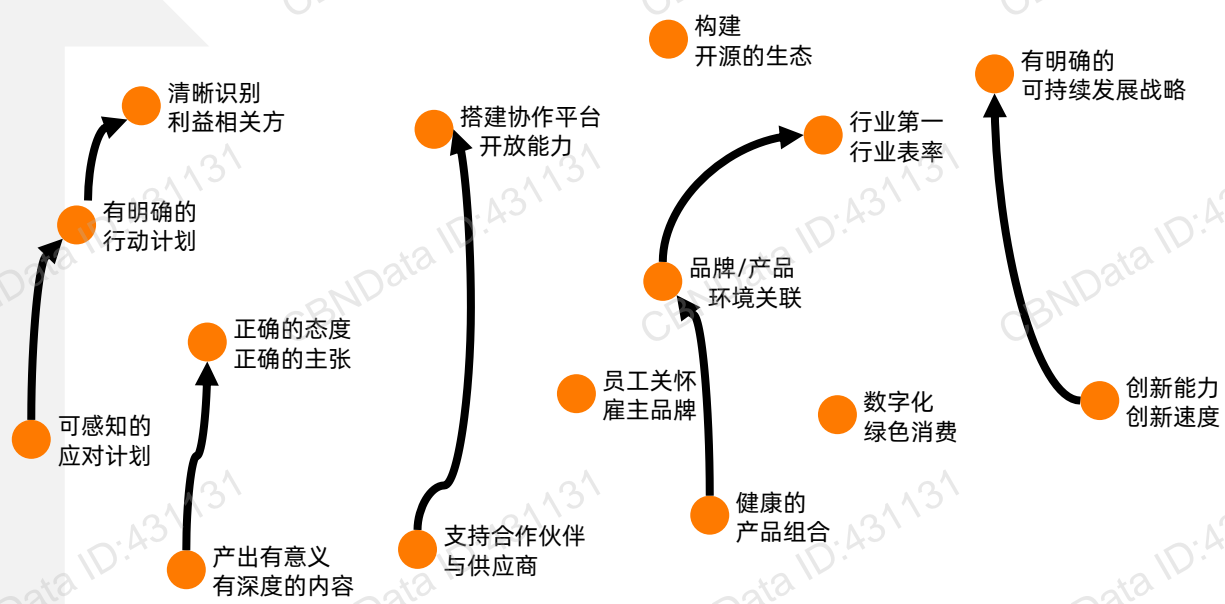 构建
开源的生态
有明确的
可持续发展战略
清晰识别
利益相关方
搭建协作平台
开放能力
行业第一
行业表率
有明确的
行动计划
品牌/产品
环境关联
正确的态度
正确的主张
员工关怀
雇主品牌
数字化
绿色消费
创新能力
创新速度
可感知的
应对计划
健康的
产品组合
支持合作伙伴
与供应商
产出有意义
有深度的内容
CBNData ID:431131